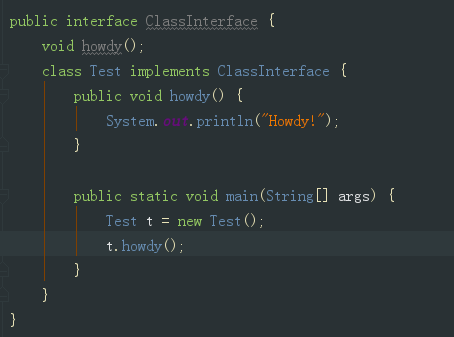 public interface ClassInterface {
    void howdy();
    class Test implements ClassInterface {
        public void howdy() {
            System.out.println("Howdy!");
        }

        public static void main(String[] args) {
            Test t = new Test();
            t.howdy();
        }
    }
}